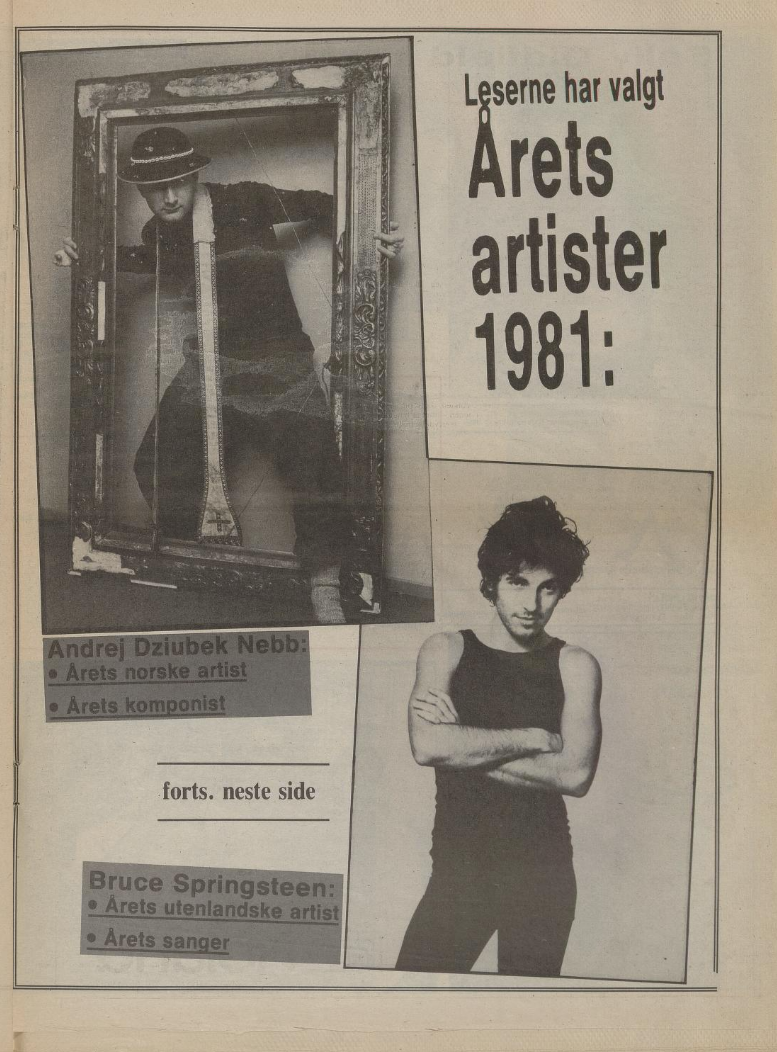 Leserne har valgt
Årets
artister
1981:
Andrej Dziubek Nebb:
• Årets norske artist
• Årets komponist
forts. neste side
Bruce Springsteen:
• Årets utenlandske artist
• Årets sanger